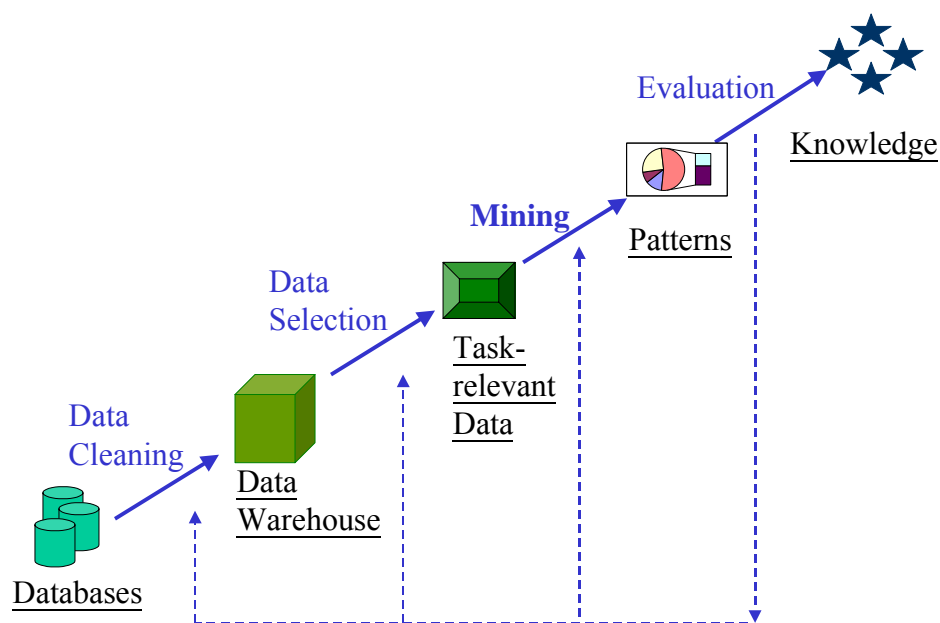 Evaluation
Knowledge
Mining
Patterns
Data
Selection
Task-
relevant
Data
Data
Cleaning
Data
Warehouse
Databases